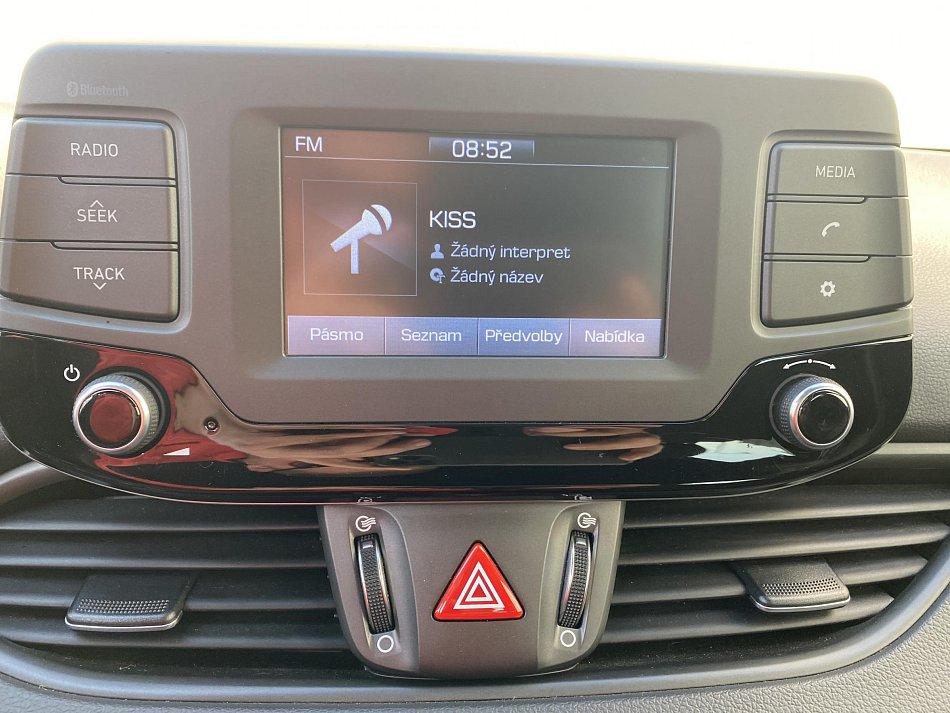 Bluetooth
RADIO
SEEK
TRACK
FM
08:52
KISS
Žádný interpret
Žádný název
Pásmo Seznam Předvolby Nabídka
MEDIA